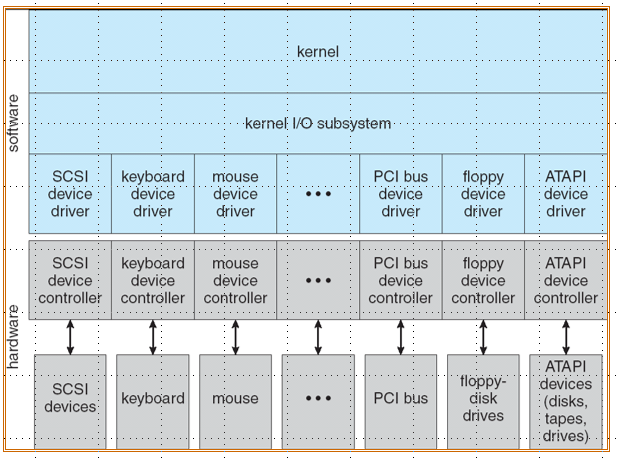 software
kernel
kernel I/O subsystem
SCSI
device
driver
keyboard
device
driver
mouse
device
driver
•••
PCI bus
device
driver
floppy
device
driver
ATAPI
device
driver
hardware
SCSI
device
controller
keyboard
device
controller
mouse
device
controller
•••
PCI bus
device
controller
floppy
device
controller
ATAPI
device
controller
SCSI
devices
keyboard
mouse
•••
PCI bus
floppy-
disk
drives
ATAPI
devices
(disks,
tapes,
drives)